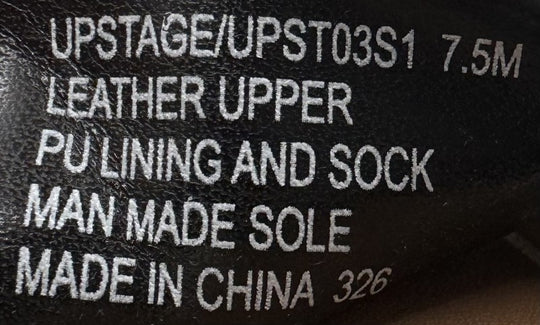 UPSTAGE/UPST03S1 7.5M
LEATHER UPPER
PU LINING AND SOCK
MAN MADE SOLE
MADE IN CHINA 326